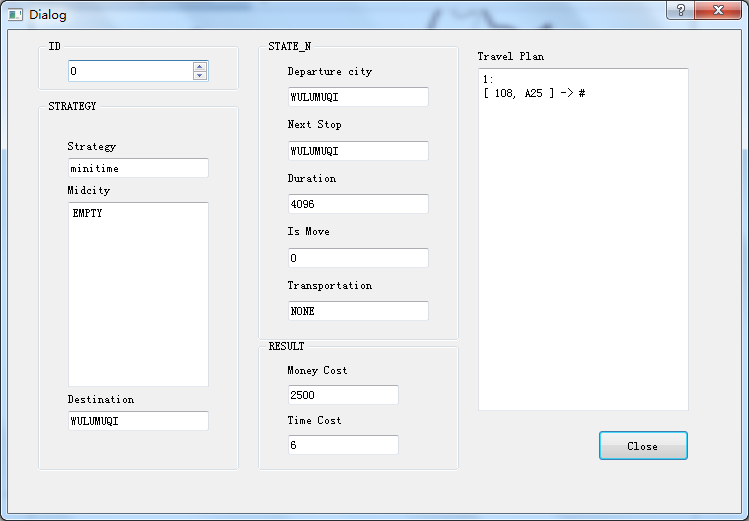 Dialog
ID
0
STRATEGY
Strategy
minitime
Midcity
EMPTY
Destination
WULUMUQI
STATE_N
Departure city
WULUMUQI
Next Stop
WULUMUQI
Duration
4096
Is Move
0
Transportation
NONE
RESULT
Money Cost
2500
Time Cost
6
Travel Plan
1:
[ 108, A25 ] -> #
Close